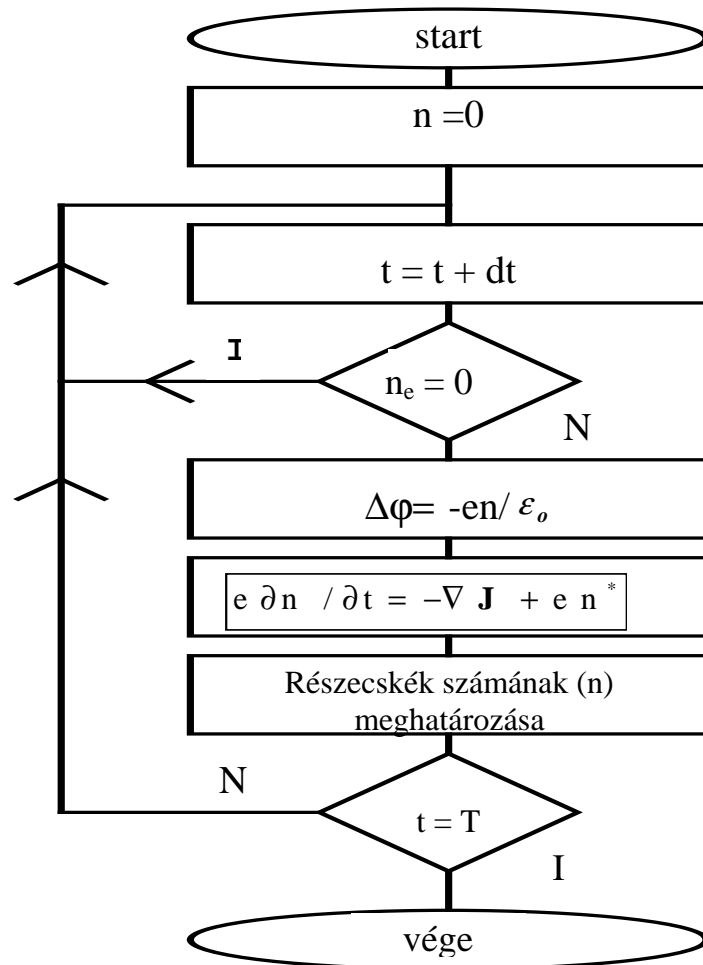 start
n =0
t = t + dt
I
nₑ = 0
N
Δφ= -en/ εₒ
e ∂n / ∂t = −∇ J + e n*
Részecskék számának (n)
meghatározása
N
t = T
I
vége